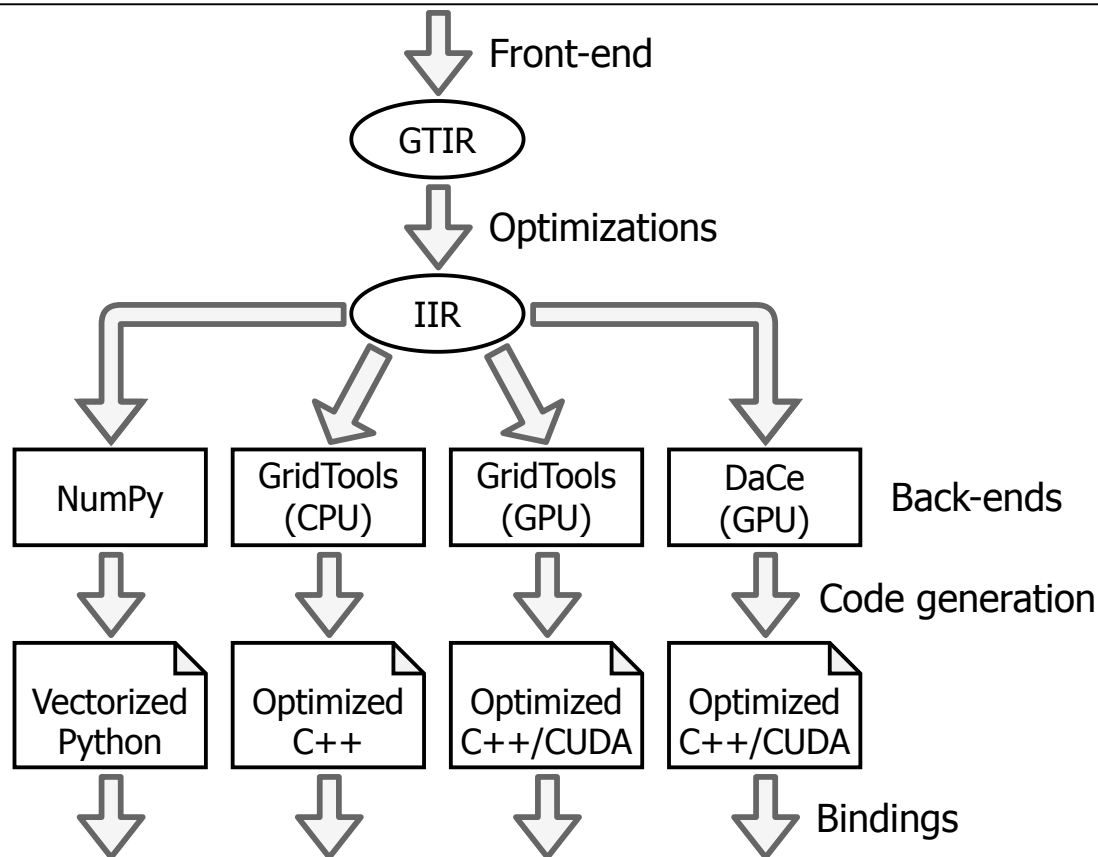 Front-end
GTIR
Optimizations
IIR
NumPy
GridTools
(CPU)
GridTools
(GPU)
DaCe
(GPU)
Back-ends
Code generation
Vectorized
Python
Optimized
C++
Optimized
C++/CUDA
Optimized
C++/CUDA
Bindings